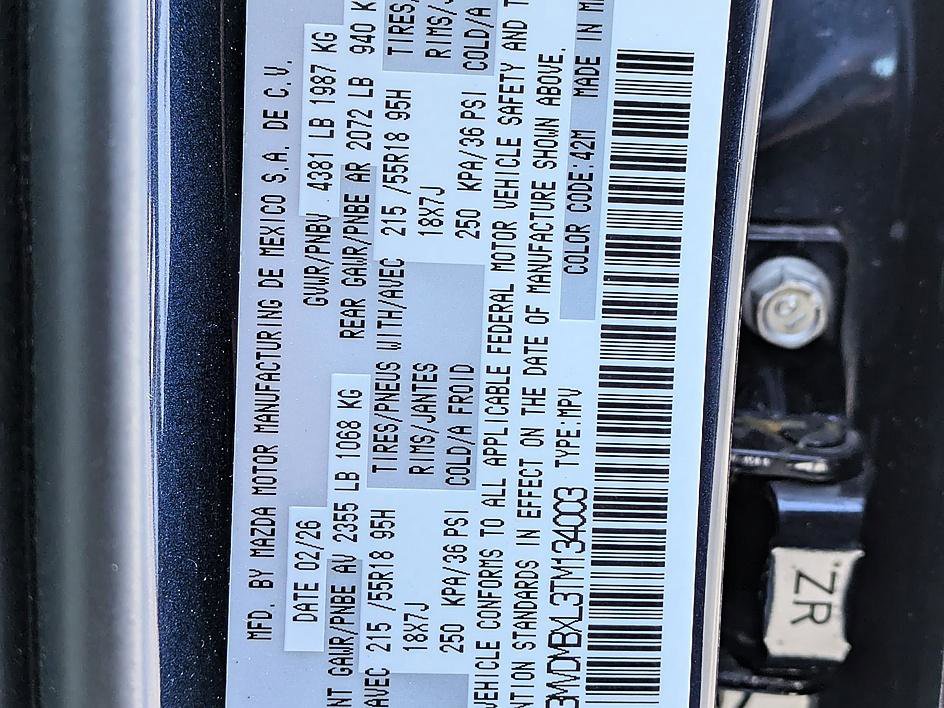 MFD. BY MAZDA MOTOR MANUFACTURING DE MEXICO S.A. DE C.V.
DATE 02/26 GVWR/PNBV 4381 LB 1987 KG
NT GAWR/PNBE AV 2355 LB 1068 KG REAR GAWR/PNBE AR 2072 LB 940 K
AVEC 215 /55R18 95H TIRES/PNEUS WITH/AVEC 215 /55R18 95H TIRES/
18X7J RIMS/JANTES 18X7J RIMS/J
250 KPA/36 PSI COLD/A FROID 250 KPA/36 PSI COLD/A
VEHICLE CONFORMS TO ALL APPLICABLE FEDERAL MOTOR VEHICLE SAFETY AND T
NTION STANDARDS IN EFFECT ON THE DATE OF MANUFACTURE SHOWN ABOVE.
3MVDMBXL3TM134003 TYPE:MPV COLOR CODE:42M MADE IN M
ZR